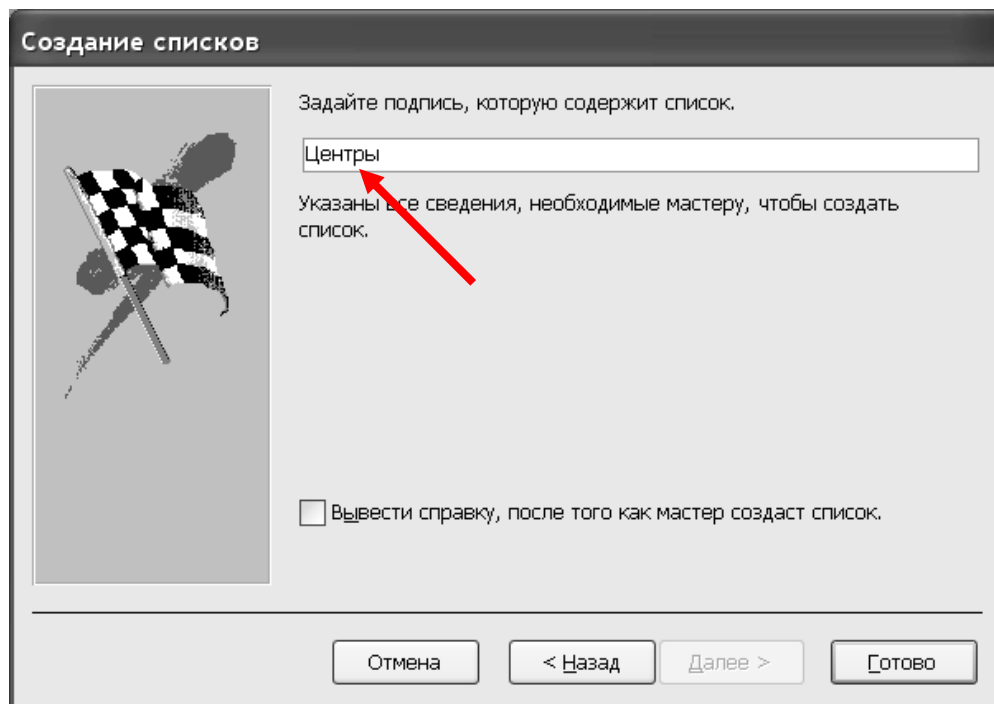 Создание списков
Задайте подпись, которую содержит список.
Центры
Указаны все сведения, необходимые мастеру, чтобы создать
список.
Вывести справку, после того как мастер создаст список.
Отмена
< Назад
Далее >
Готово